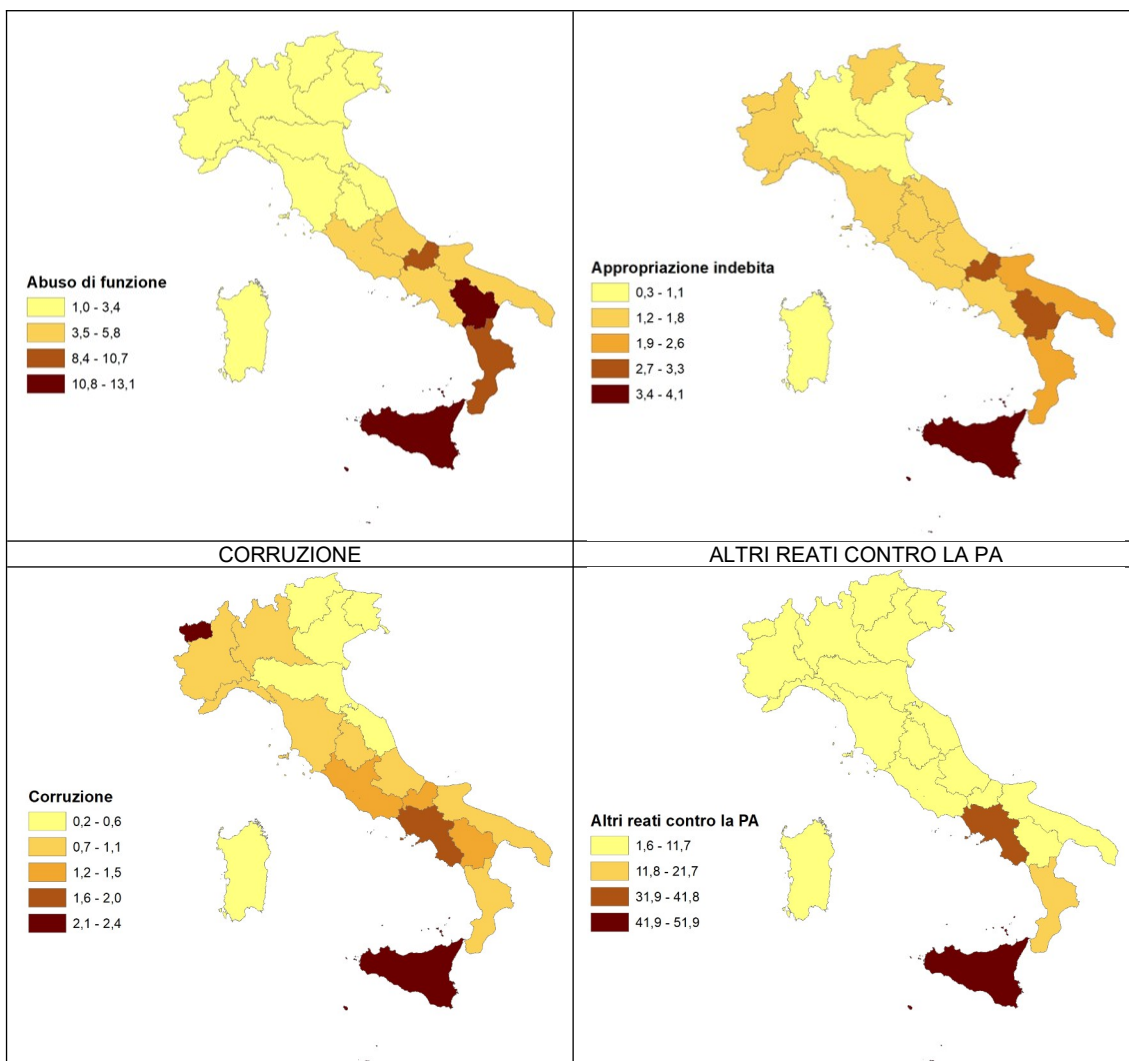 Abuso di funzione
1,0 - 3,4
3,5 - 5,8
8,4 - 10,7
10,8 - 13,1
Appropriazione indebita
0,3 - 1,1
1,2 - 1,8
1,9 - 2,6
2,7 - 3,3
3,4 - 4,1
CORRUZIONE
ALTRI REATI CONTRO LA PA
Corruzione
0,2 - 0,6
0,7 - 1,1
1,2 - 1,5
1,6 - 2,0
2,1 - 2,4
Altri reati contro la PA
1,6 - 11,7
11,8 - 21,7
31,9 - 41,8
41,9 - 51,9